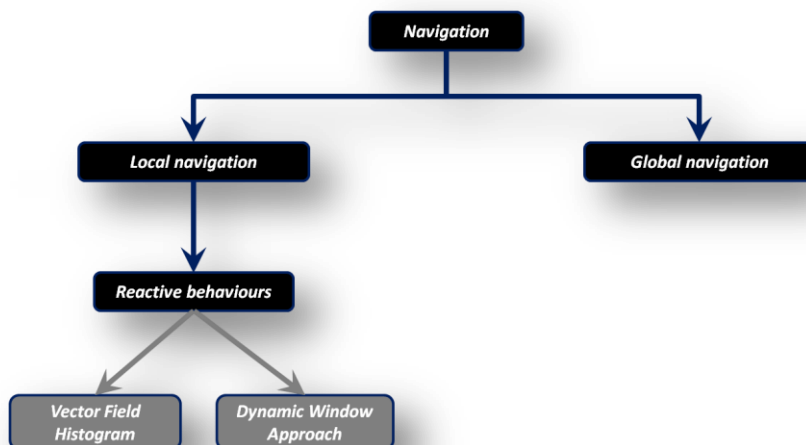 Navigation
Local navigation
Global navigation
Reactive behaviours
Vector Field
Histogram
Dynamic Window
Approach